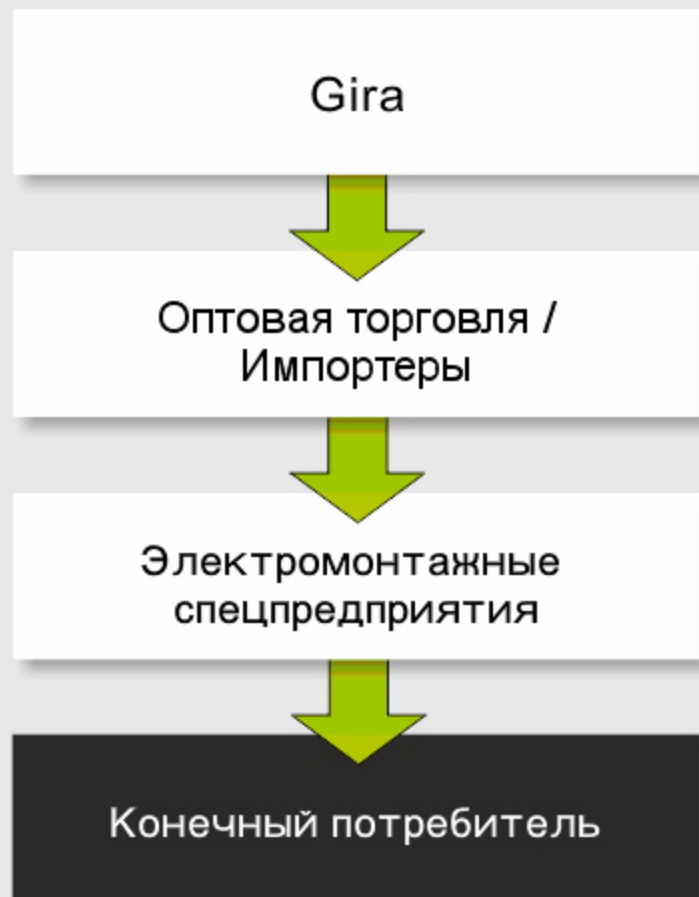 Gira
Оптовая торговля /
Импортеры
Электромонтажные
спецпредприятия
Конечный потребитель